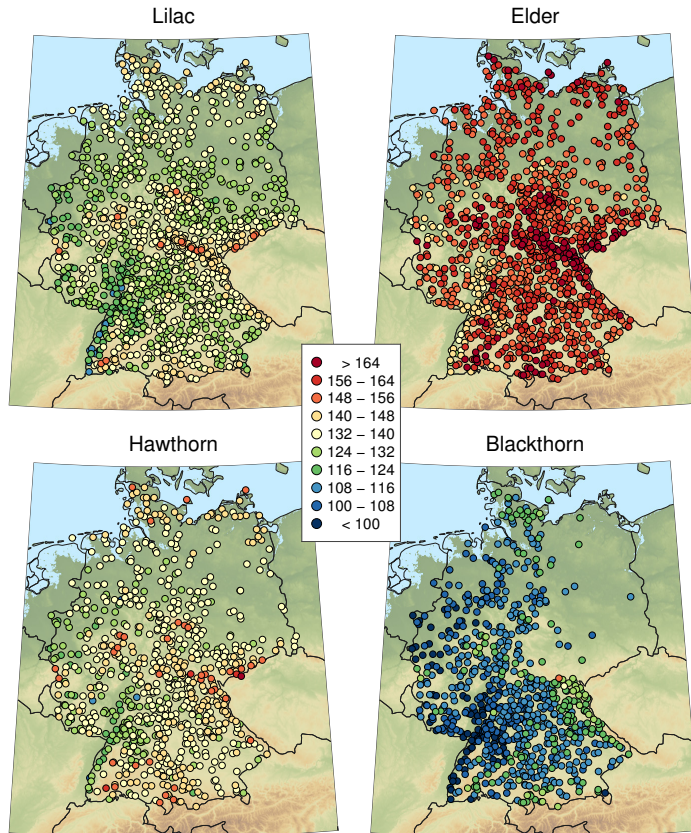 Lilac
Elder
> 164
156 – 164
148 – 156
140 – 148
132 – 140
124 – 132
116 – 124
108 – 116
100 – 108
< 100
Hawthorn
Blackthorn